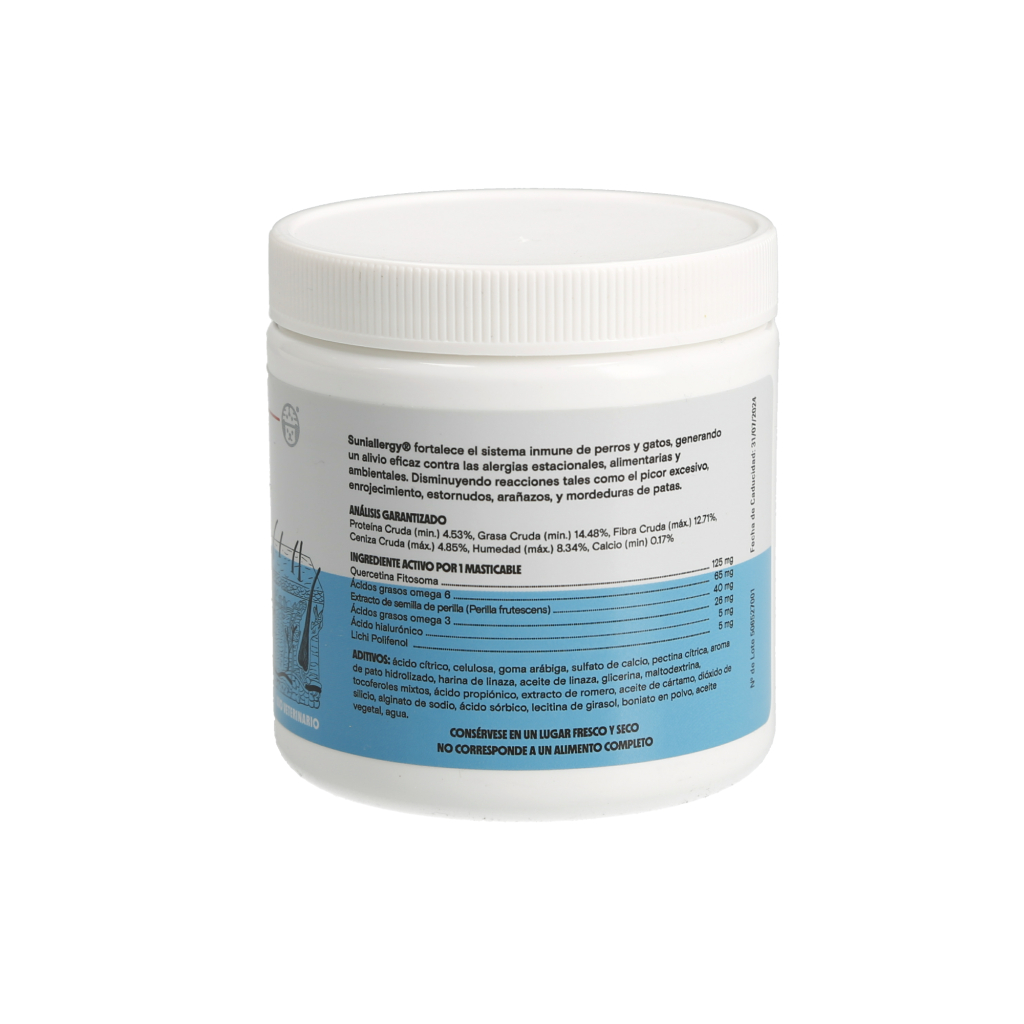 Suniallergy® fortalece el sistema inmune de perros y gatos, generando
un alivio eficaz contra las alergias estacionales, alimentarias y
ambientales. Disminuyendo reacciones tales como el picor excesivo,
enrojecimiento, estornudos, arañazos, y mordeduras de patas.
ANÁLISIS GARANTIZADO
Proteína Cruda (min.) 4.53%, Grasa Cruda (min.) 14.48%, Fibra Cruda (máx.) 12.71%,
Ceniza Cruda (máx.) 4.85%, Humedad (máx.) 8.34%, Calcio (min) 0.17%
INGREDIENTE ACTIVO POR 1 MASTICABLE
Quercetina Fitosoma 125 mg
Ácidos grasos omega 6 65 mg
Extracto de semilla de perilla (Perilla frutescens) 40 mg
Ácidos grasos omega 3 26 mg
Ácido hialurónico 5 mg
Lichi Polifenol 5 mg
ADITIVOS: ácido cítrico, celulosa, goma arábiga, sulfato de calcio, pectina cítrica, aroma
de pato hidrolizado, harina de linaza, aceite de linaza, glicerina, maltodextrina,
tocoferoles mixtos, ácido propiónico, extracto de romero, aceite de cártamo, dióxido de
silicio, alginato de sodio, ácido sórbico, lecitina de girasol, boniato en polvo, aceite
vegetal, agua.
CONSÉRVESE EN UN LUGAR FRESCO Y SECO
NO CORRESPONDE A UN ALIMENTO COMPLETO
Nº de Lote 506527001 Fecha de Caducidad: 31/07/2024
VETERINARIO